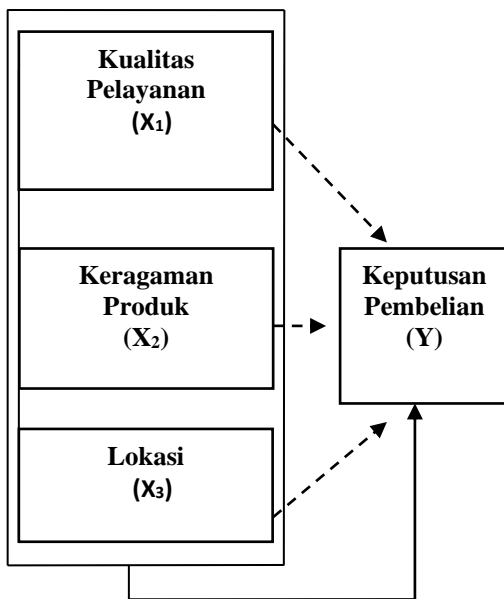 Kualitas
Pelayanan
(X₁)
Keragaman
Produk
(X₂)
Keputusan
Pembelian
(Y)
Lokasi
(X₃)